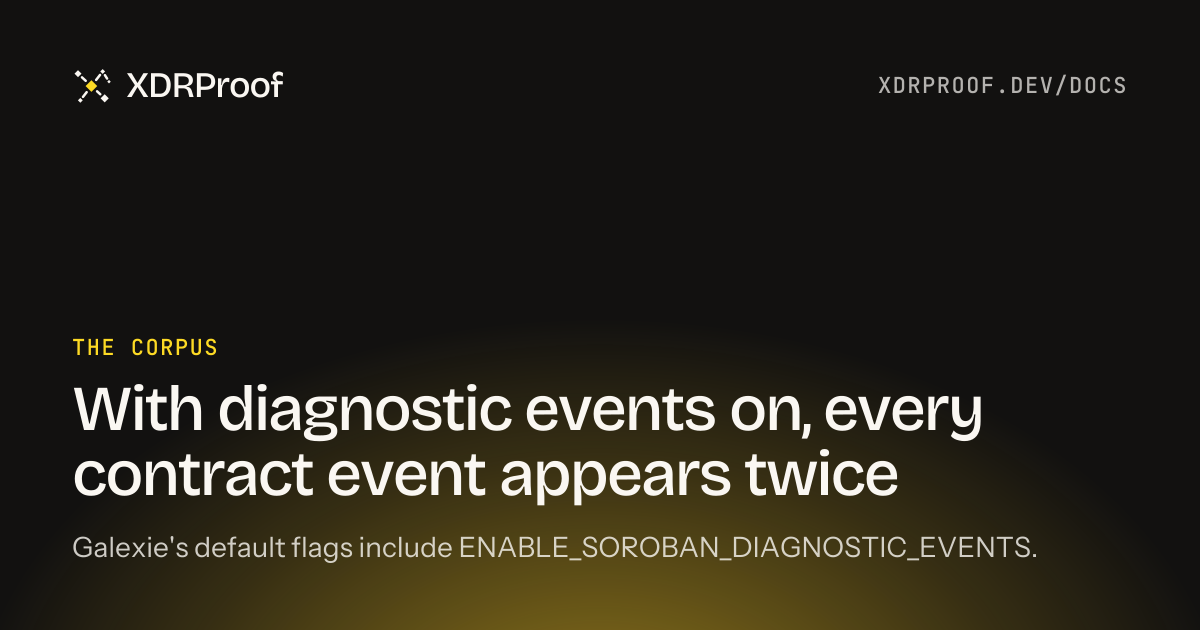 XDRProof
XDRPROOF.DEV/DOCS
THE CORPUS
With diagnostic events on, every
contract event appears twice
Galexie's default flags include ENABLE_SOROBAN_DIAGNOSTIC_EVENTS.